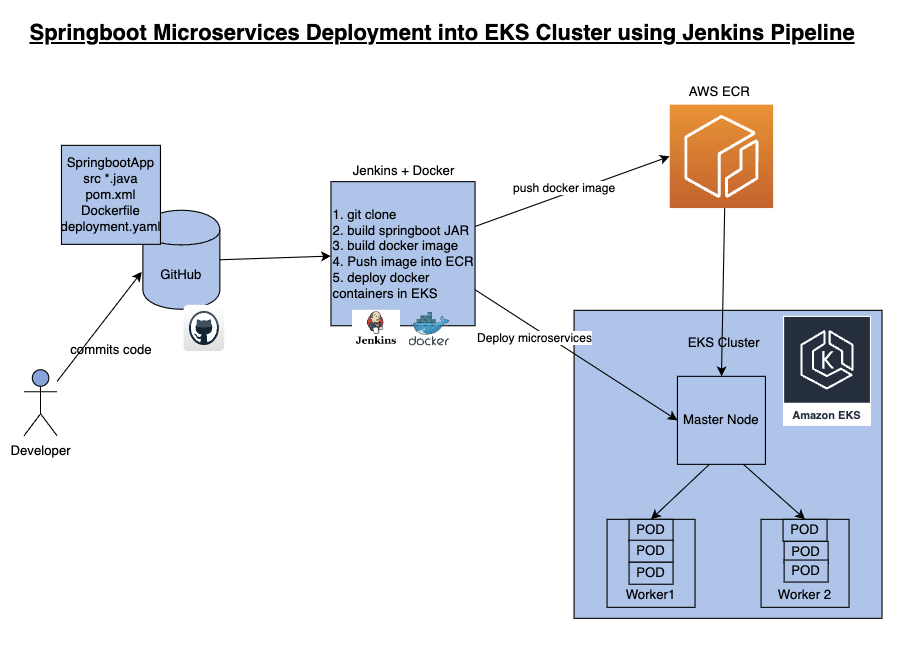 Springboot Microservices Deployment into EKS Cluster using Jenkins Pipeline
AWS ECR
SpringbootApp
src *.java
pom.xml
Dockerfile
deployment.yaml
GitHub
commits code
Developer
Jenkins + Docker
1. git clone
2. build springboot JAR
3. build docker image
4. Push image into ECR
5. deploy docker
containers in EKS
Jenkins
docker
push docker image
Deploy microservices
EKS Cluster
K
Amazon EKS
Master Node
POD
POD
POD
Worker1
POD
POD
POD
Worker 2